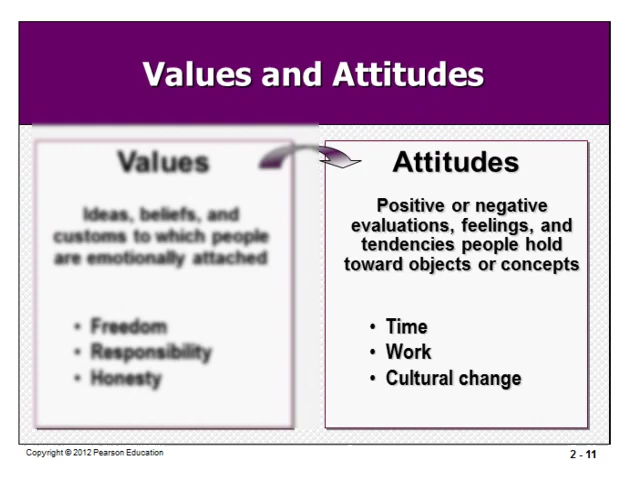 Values and Attitudes
Values
Ideas, beliefs, and
customs to which people
are emotionally attached
• Freedom
• Responsibility
• Honesty
Attitudes
Positive or negative
evaluations, feelings, and
tendencies people hold
toward objects or concepts
• Time
• Work
• Cultural change
Copyright © 2012 Pearson Education
2 - 11